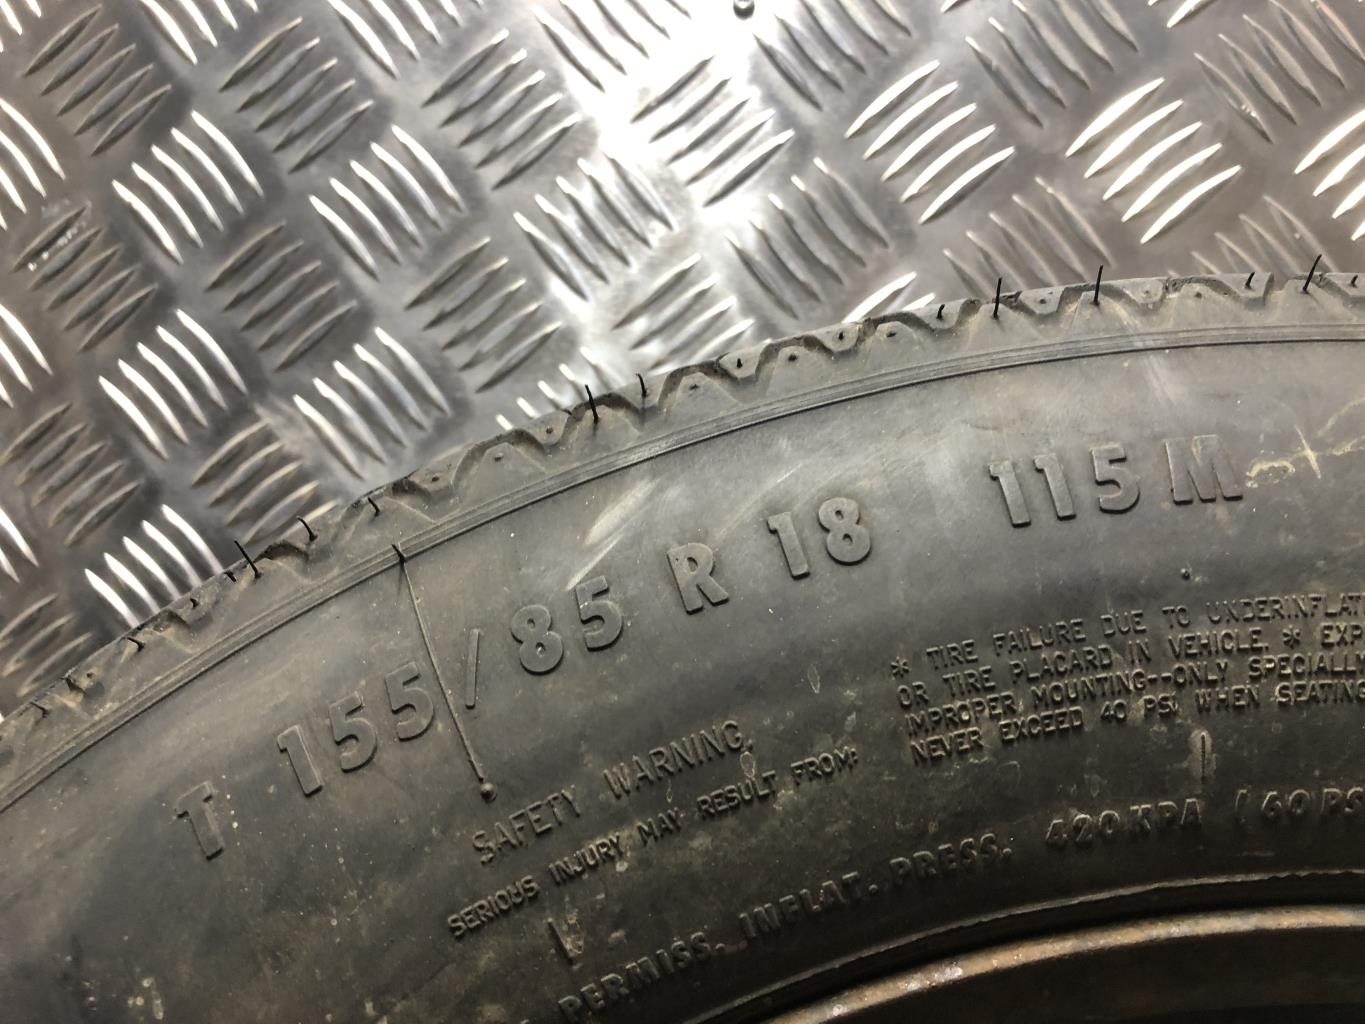 T 155/85 R 18 115 M
SAFETY WARNING
SERIOUS INJURY MAY RESULT FROM:
* TIRE FAILURE DUE TO UNDERINFLAT
OR TIRE PLACARD IN VEHICLE. * EXP
IMPROPER MOUNTING--ONLY SPECIALLY
NEVER EXCEED 40 PSI WHEN SEATING
PERMISS. INFLAT. PRESS. 420 KPA (60 PS